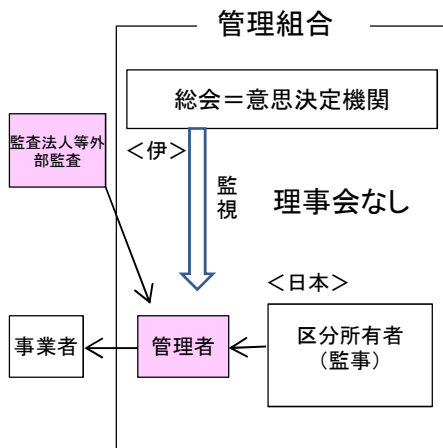 管理組合
総会＝意思決定機関
監査法人等外
部監査
＜伊＞
監視
理事会なし
＜日本＞
事業者
管理者
区分所有者
（監事）